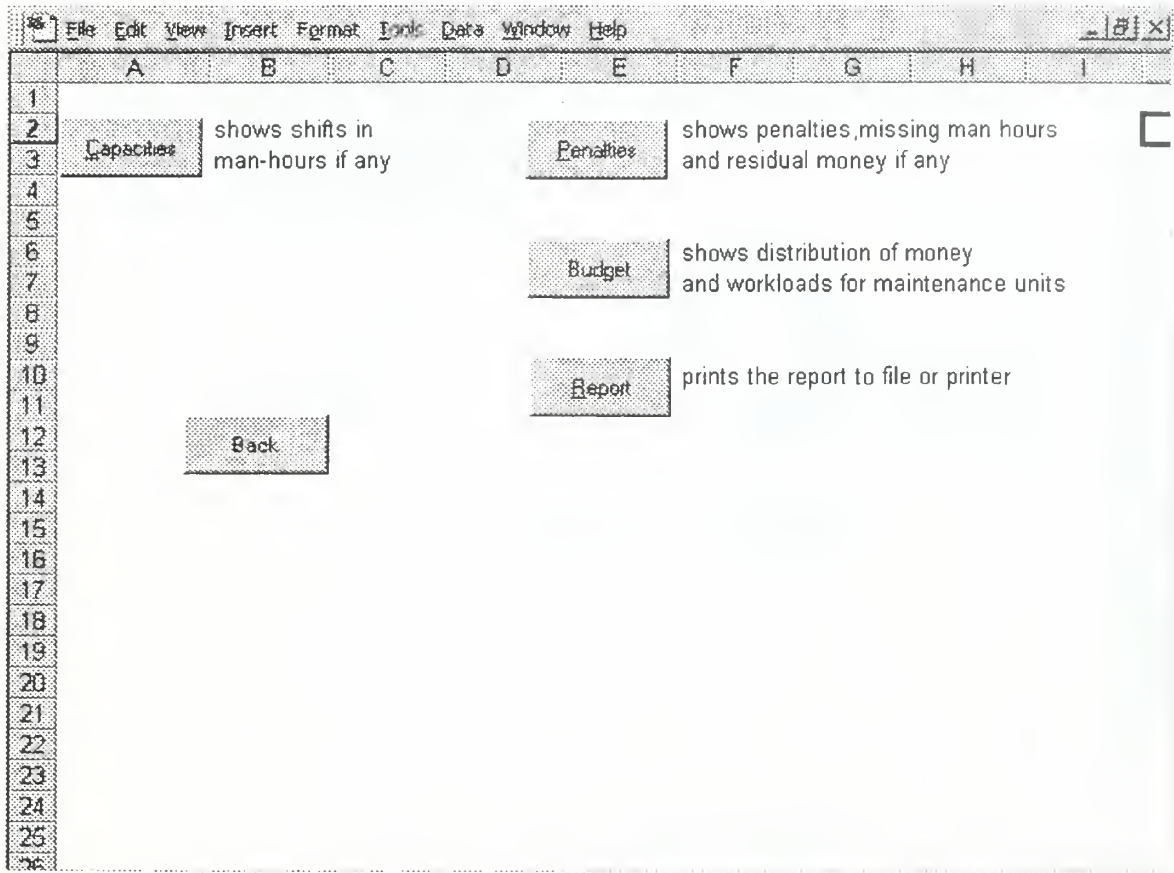 File Edit View Insert Format Tools Data Window Help
A B C D E F G H I
1
2
3
4
5
6
7
8
9
10
11
12
13
14
15
16
17
18
19
20
21
22
23
24
25
26
Capacities
shows shifts in
man-hours if any
Penalties
shows penalties,missing man hours
and residual money if any
Budget
shows distribution of money
and workloads for maintenance units
Report
prints the report to file or printer
Back